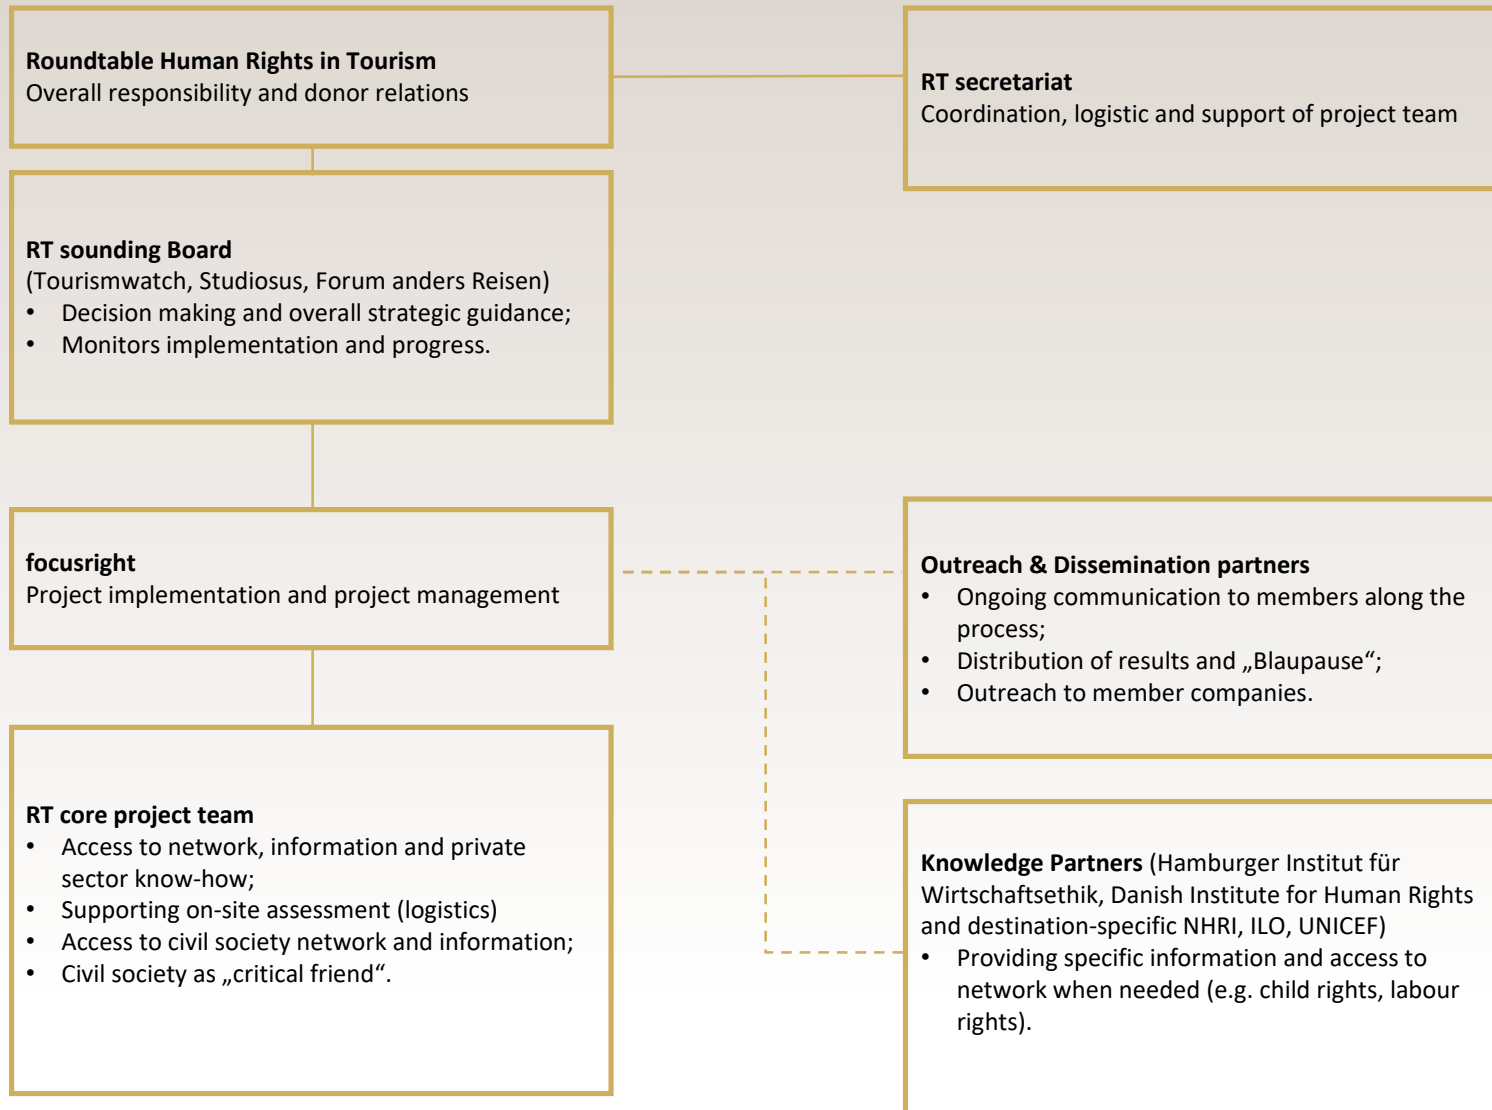 Roundtable Human Rights in Tourism
Overall responsibility and donor relations
RT secretariat
Coordination, logistic and support of project team
RT sounding Board
(Tourismwatch, Studiosus, Forum anders Reisen)
• Decision making and overall strategic guidance;
• Monitors implementation and progress.
focusright
Project implementation and project management
Outreach & Dissemination partners
• Ongoing communication to members along the
process;
• Distribution of results and „Blaupause“;
• Outreach to member companies.
RT core project team
• Access to network, information and private
sector know-how;
• Supporting on-site assessment (logistics)
• Access to civil society network and information;
• Civil society as „critical friend“.
Knowledge Partners (Hamburger Institut für
Wirtschaftsethik, Danish Institute for Human Rights
and destination-specific NHRI, ILO, UNICEF)
• Providing specific information and access to
network when needed (e.g. child rights, labour
rights).